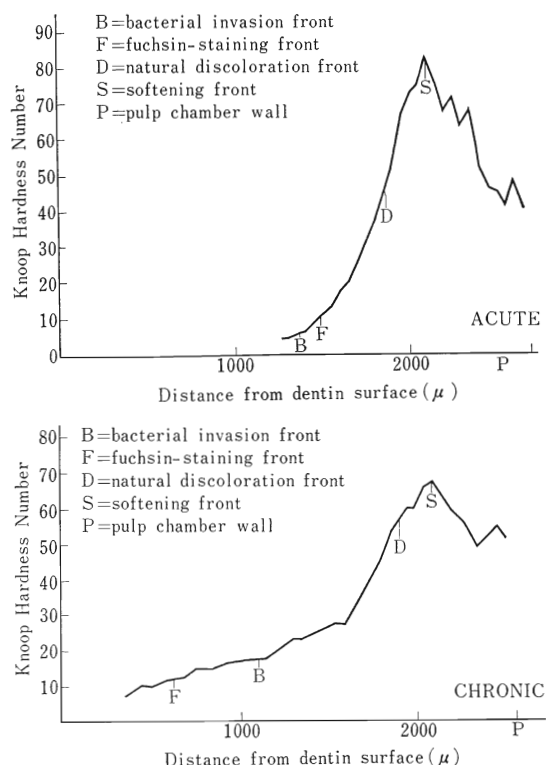 B=bacterial invasion front
F=fuchsin-staining front
D=natural discoloration front
S=softening front
P=pulp chamber wall
Knoop Hardness Number
90
80
70
60
50
40
30
20
10
0
S
D
F
B
ACUTE
1000
2000
P
Distance from dentin surface (μ)
B=bacterial invasion front
F=fuchsin-staining front
D=natural discoloration front
S=softening front
P=pulp chamber wall
Knoop Hardness Number
80
70
60
50
40
30
20
10
S
D
B
F
CHRONIC
1000
2000
P
Distance from dentin surface (μ)